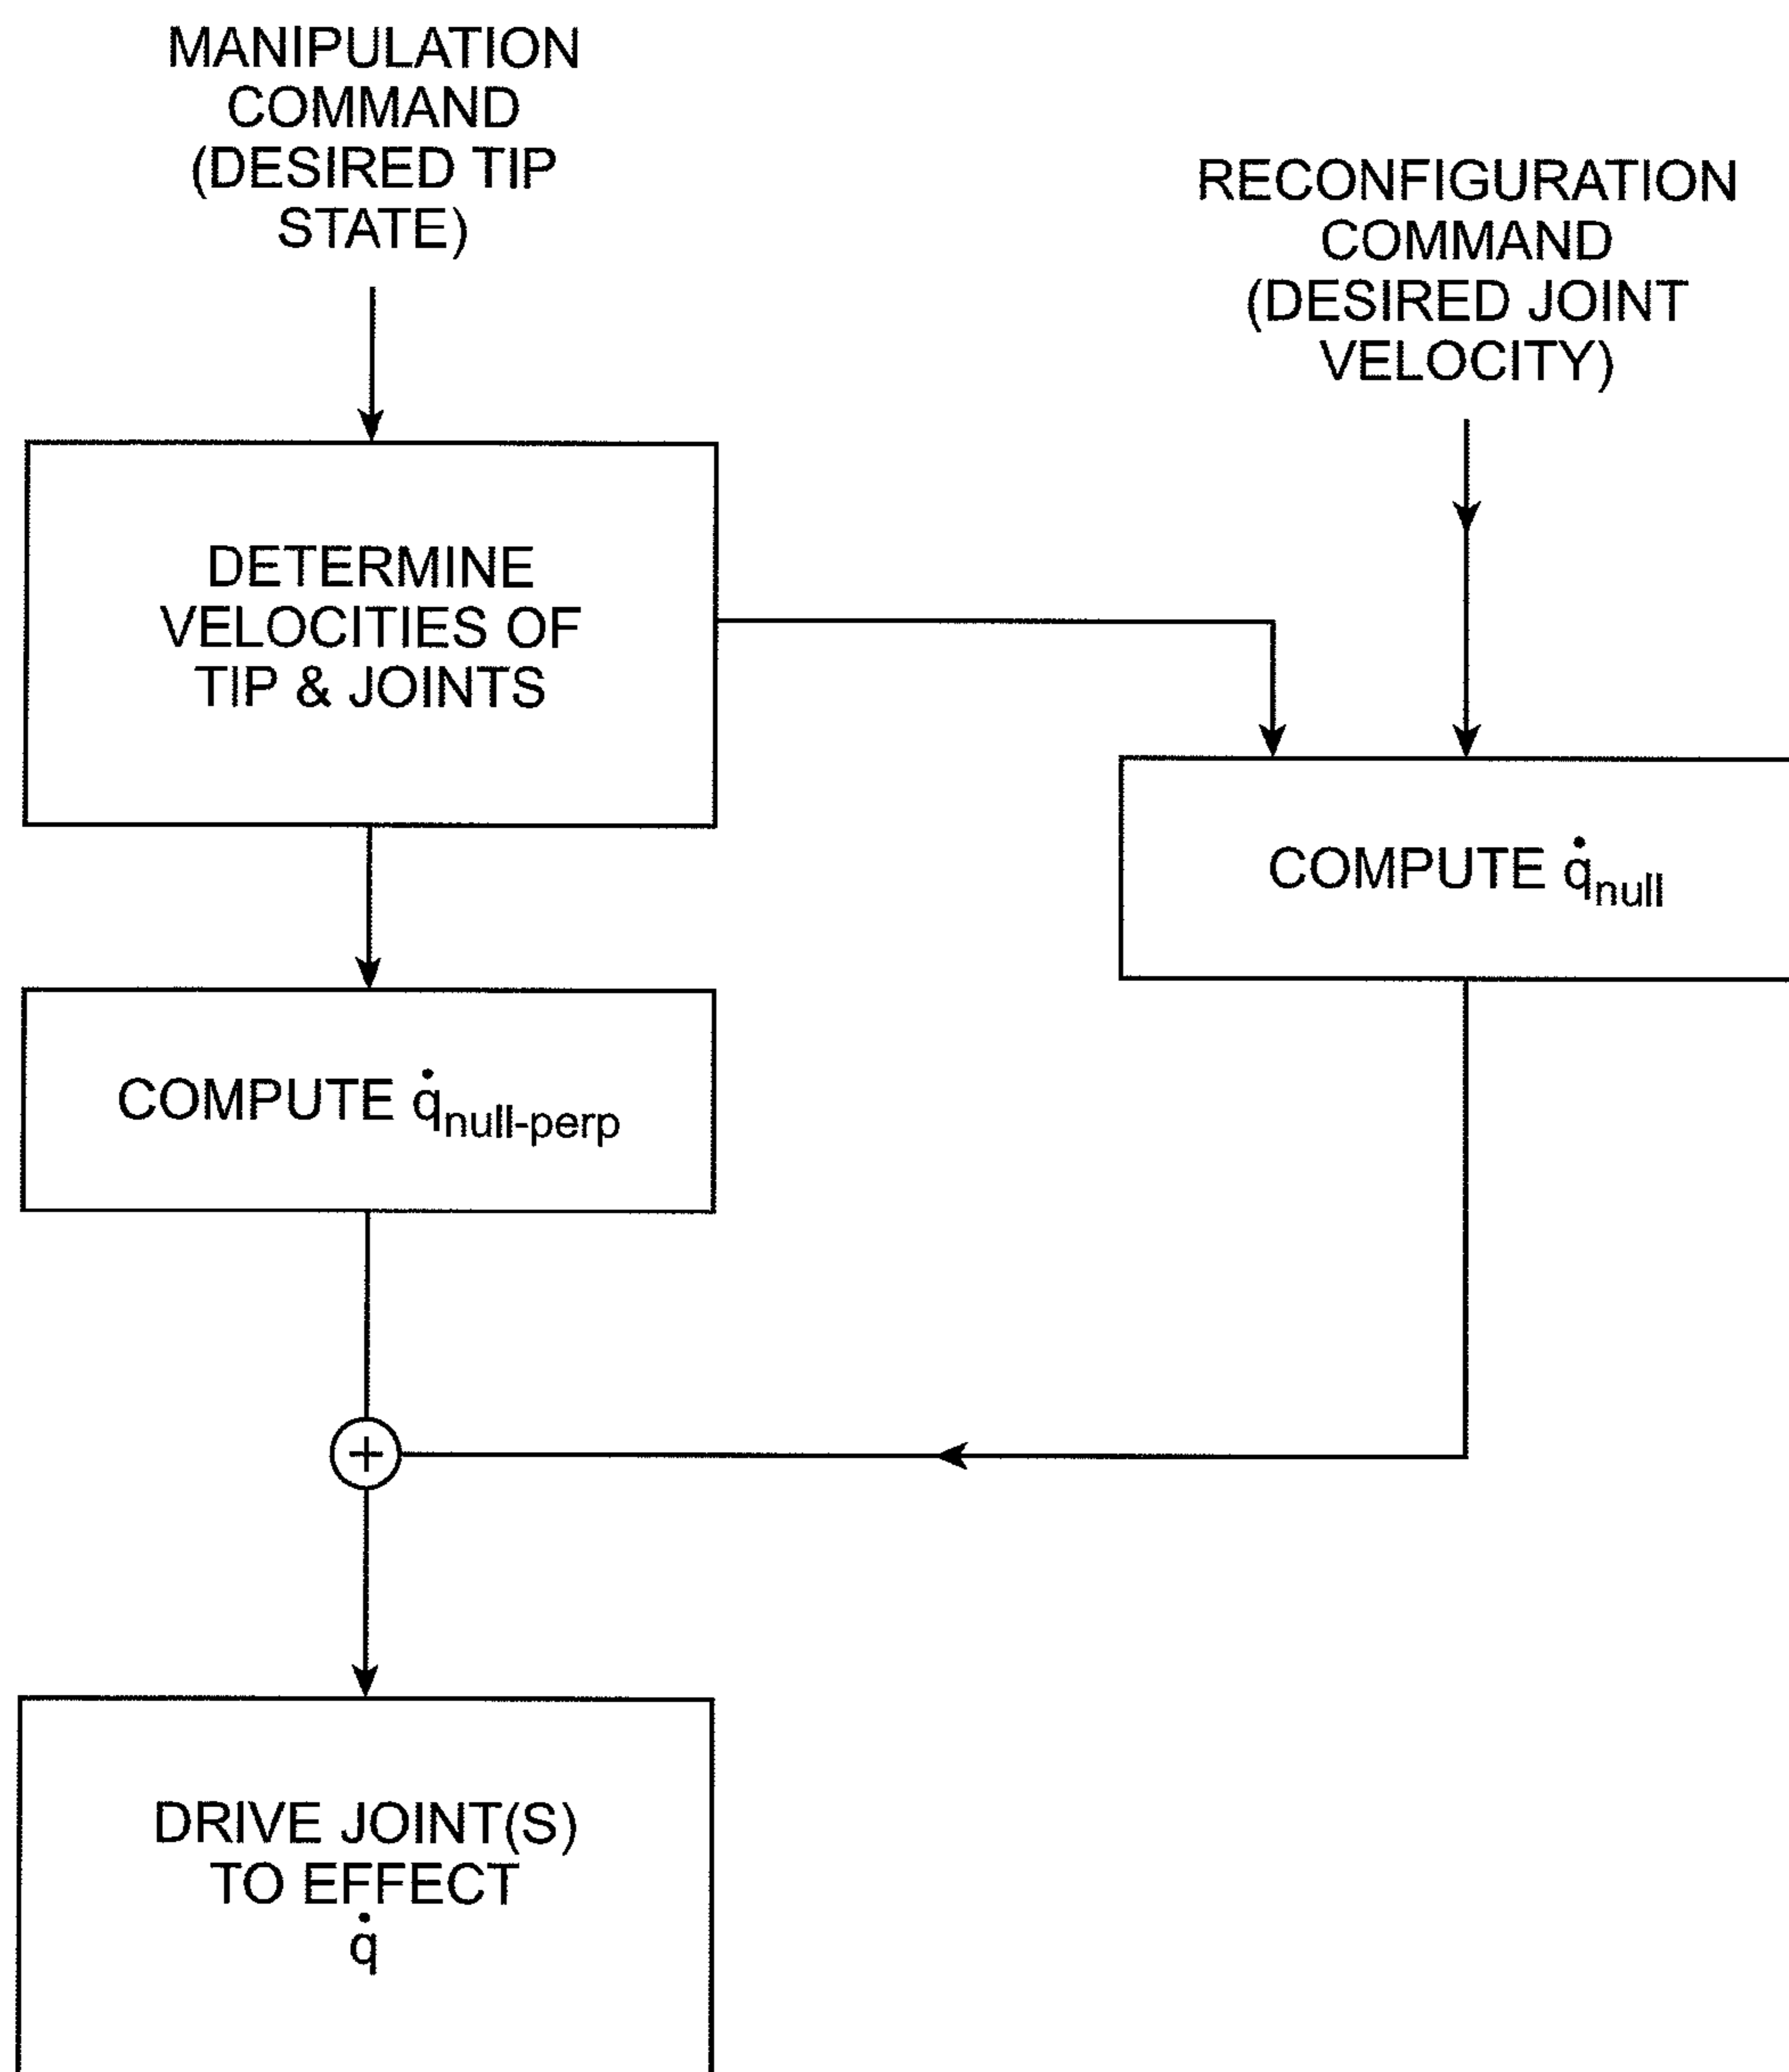 MANIPULATION
COMMAND
(DESIRED TIP
STATE)
RECONFIGURATION
COMMAND
(DESIRED JOINT
VELOCITY)
DETERMINE
VELOCITIES OF
TIP & JOINTS
COMPUTE q̇null
COMPUTE q̇null-perp
+
DRIVE JOINT(S)
TO EFFECT
q̇